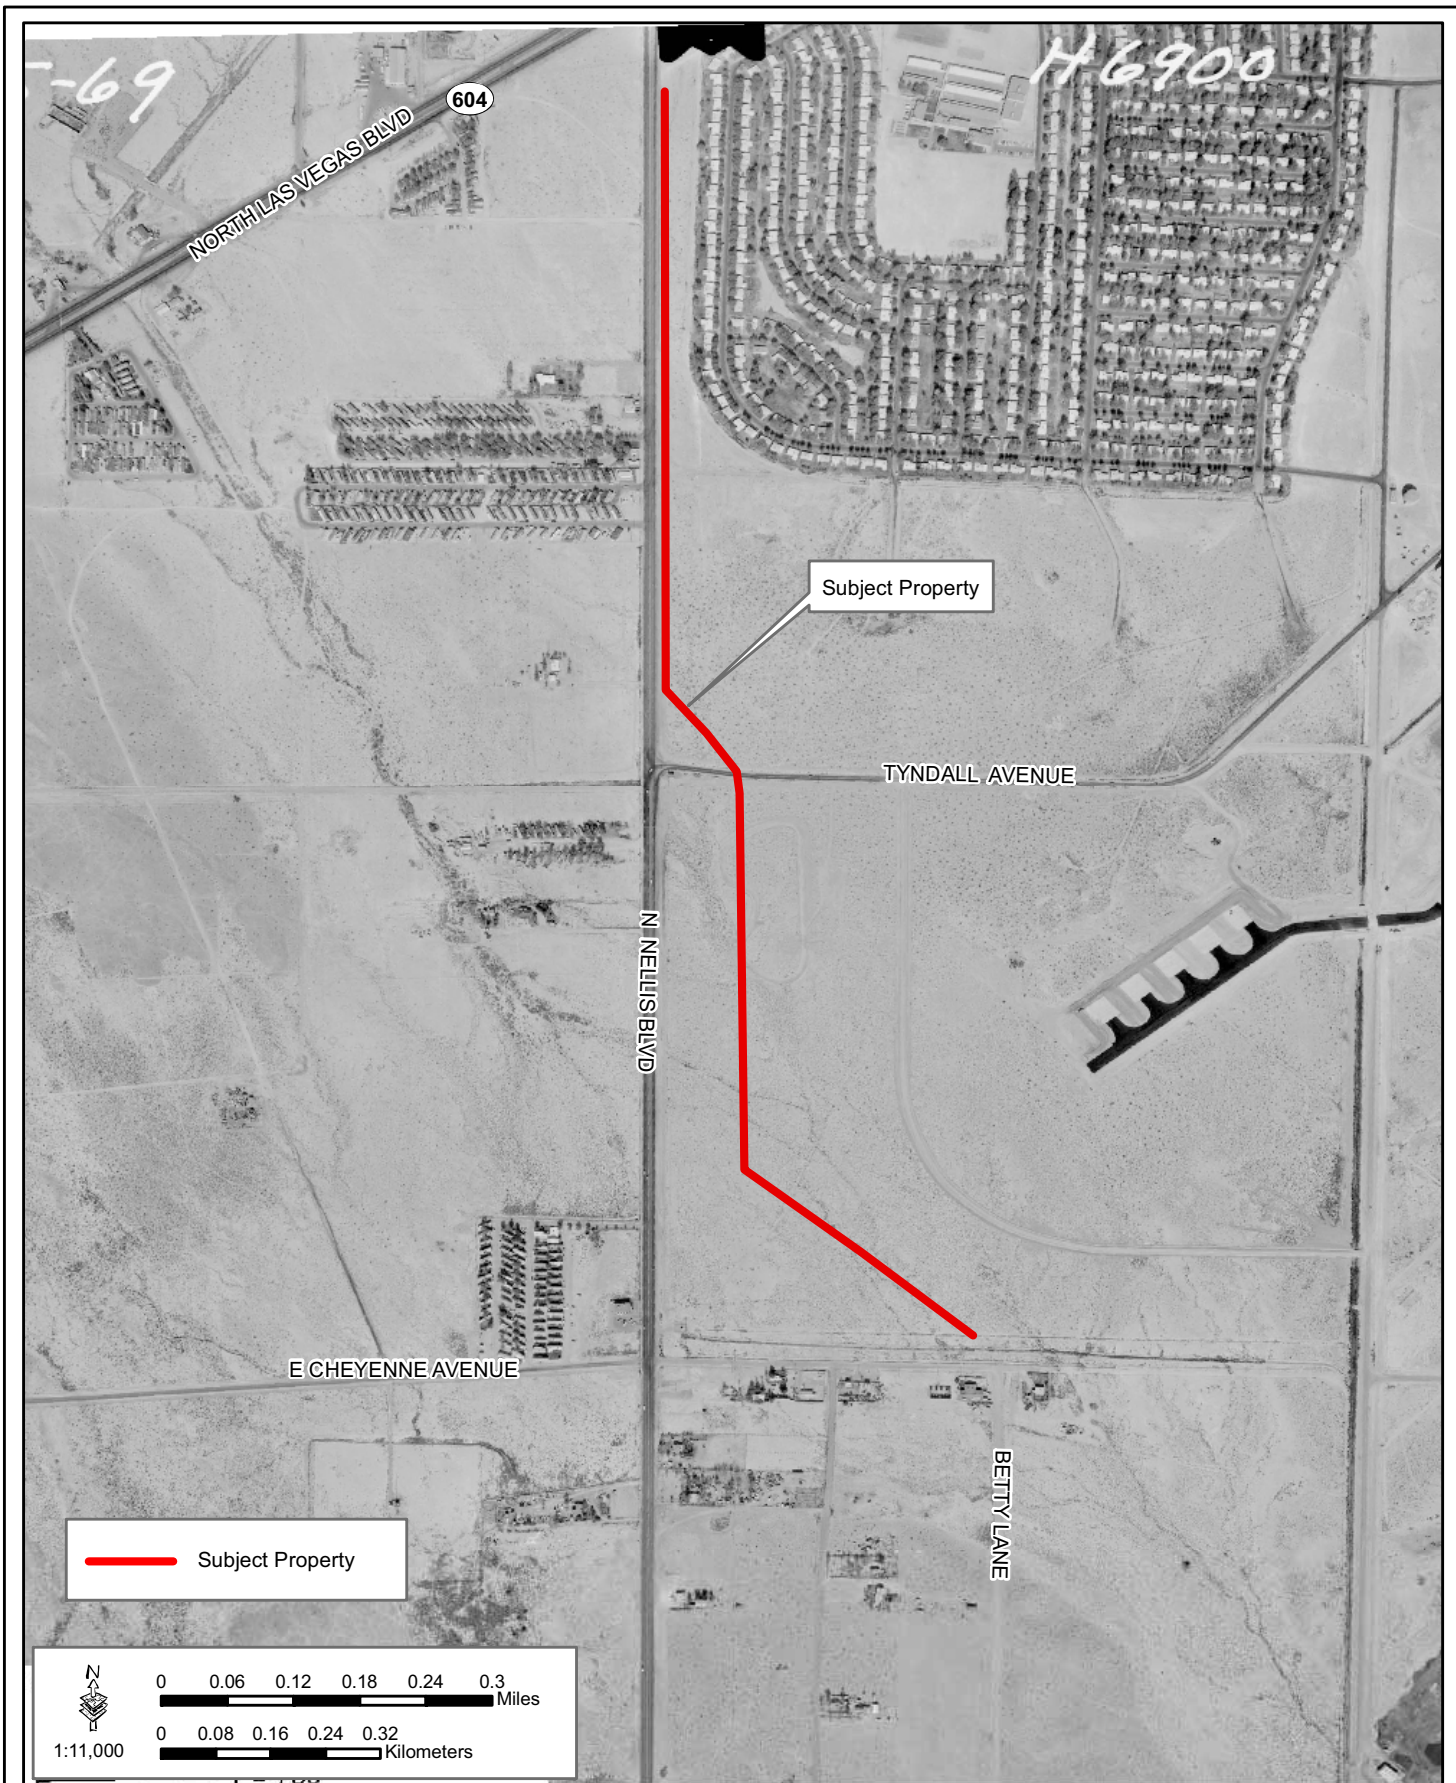 -69
H6900
604
NORTH LAS VEGAS BLVD
Subject Property
TYNDALL AVENUE
N NELLIS BLVD
E CHEYENNE AVENUE
BETTY LANE
Subject Property
N
0 0.06 0.12 0.18 0.24 0.3
Miles
0 0.08 0.16 0.24 0.32
Kilometers
1:11,000